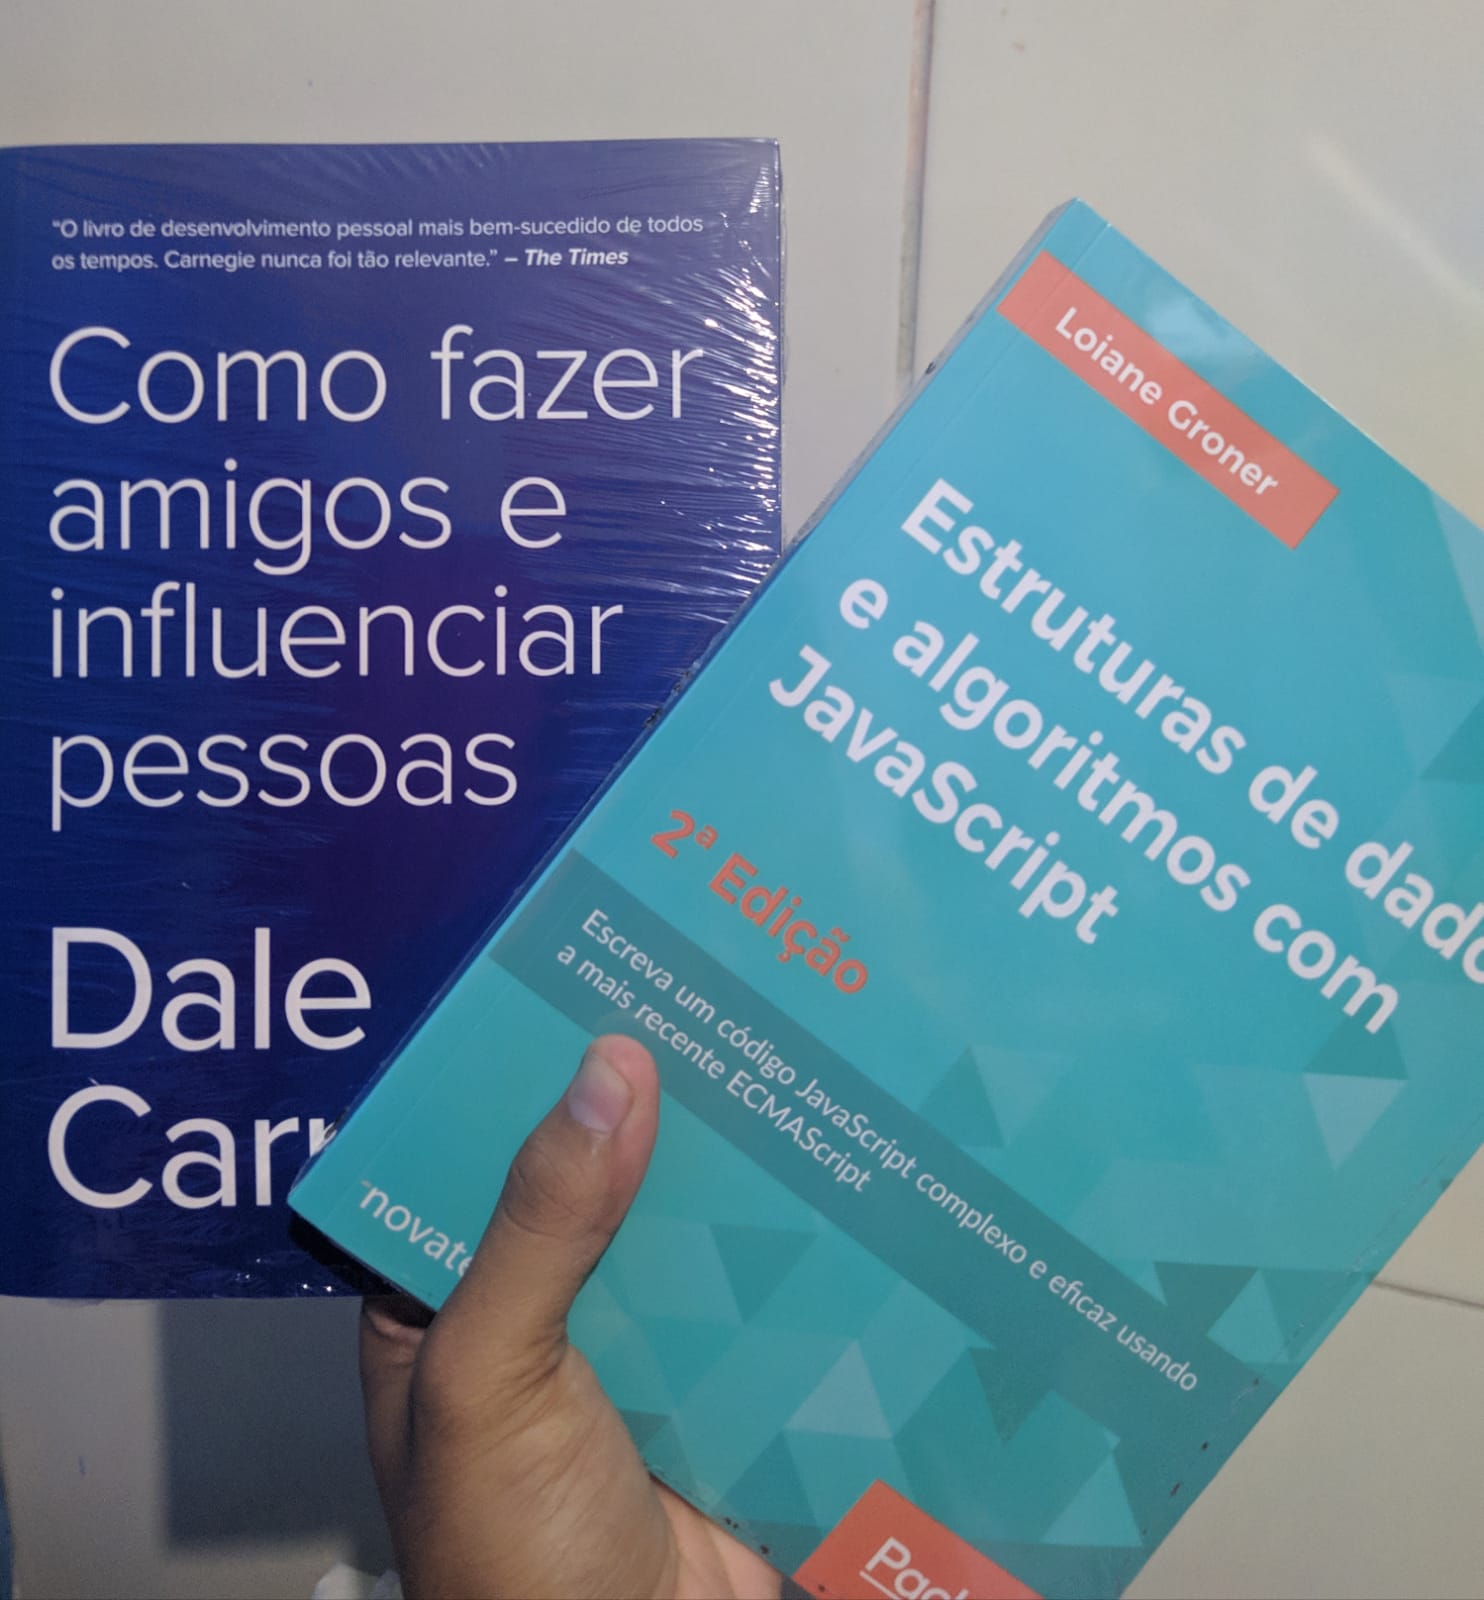 "O livro de desenvolvimento pessoal mais bem-sucedido de todos
os tempos. Carnegie nunca foi tão relevante." – The Times
Como fazer
amigos e
influenciar
pessoas
Dale
Loiane Groner
Estruturas de
e algoritmos com
JavaScript
2ª Edição
Escreva um código JavaScript complexo e eficaz usando
a mais recente ECMAScript